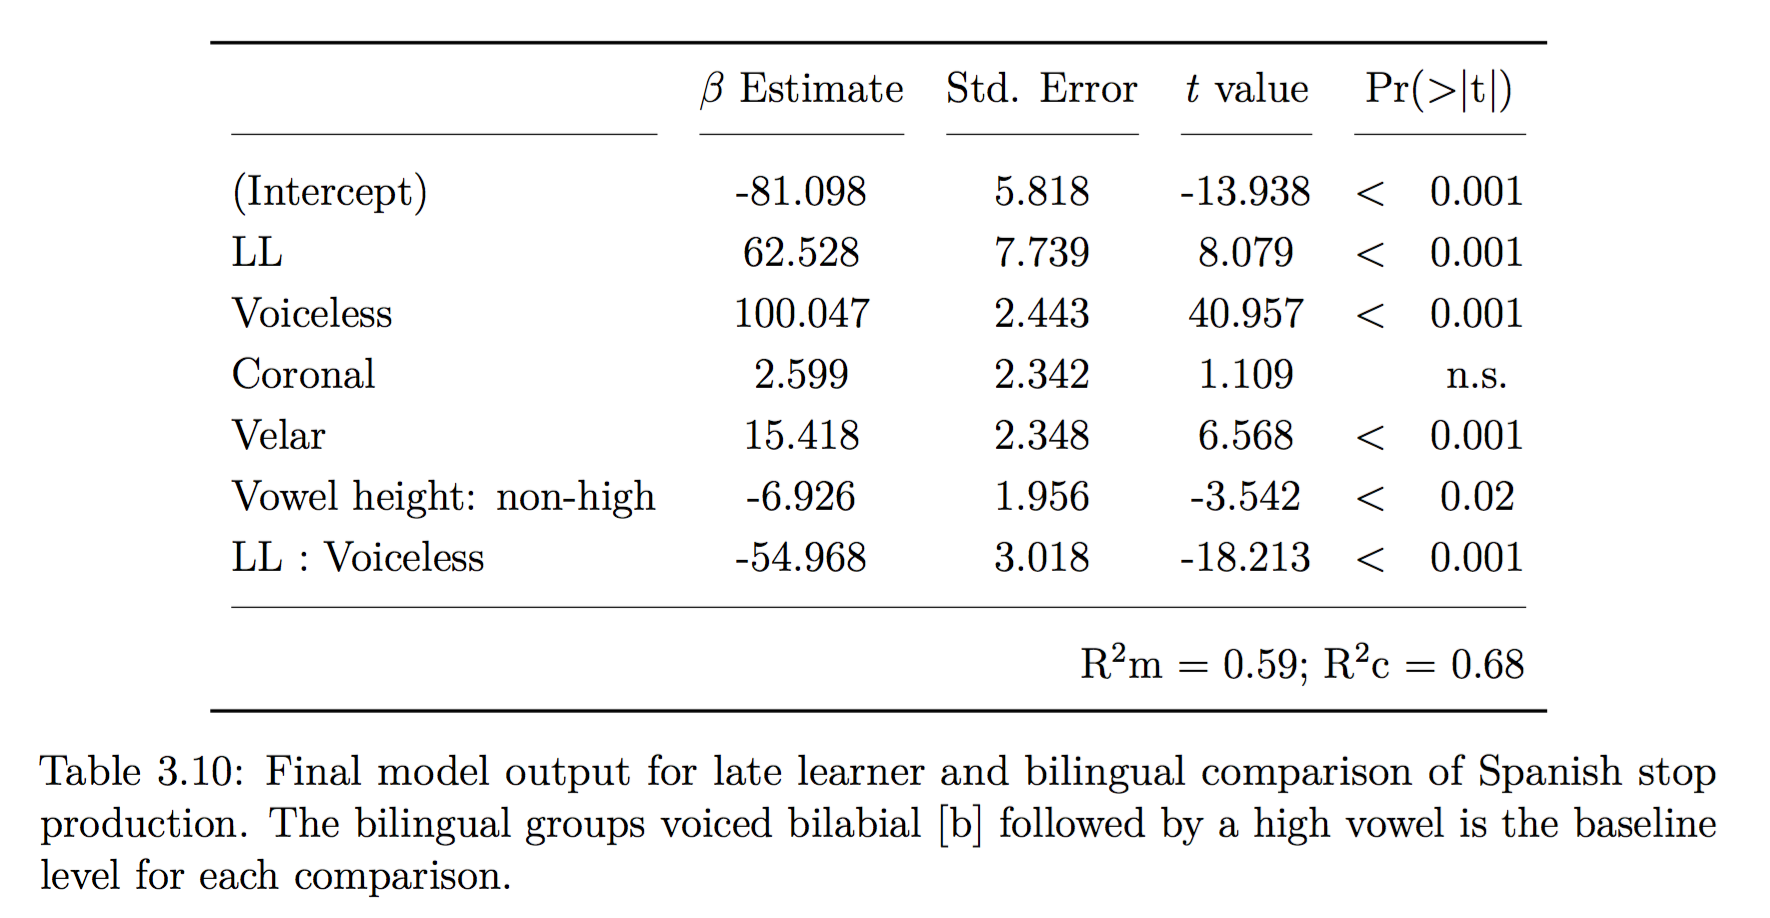 β Estimate Std. Error t value Pr(>|t|)
(Intercept) -81.098 5.818 -13.938 < 0.001
LL 62.528 7.739 8.079 < 0.001
Voiceless 100.047 2.443 40.957 < 0.001
Coronal 2.599 2.342 1.109 n.s.
Velar 15.418 2.348 6.568 < 0.001
Vowel height: non-high -6.926 1.956 -3.542 < 0.02
LL : Voiceless -54.968 3.018 -18.213 < 0.001
R²m = 0.59; R²c = 0.68
Table 3.10: Final model output for late learner and bilingual comparison of Spanish stop
production. The bilingual groups voiced bilabial [b] followed by a high vowel is the baseline
level for each comparison.